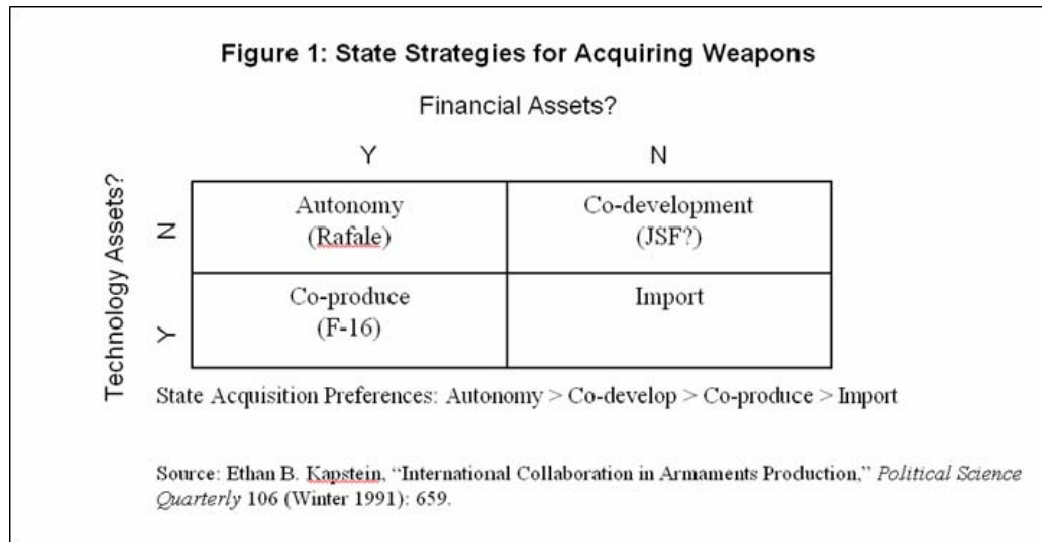 Figure 1: State Strategies for Acquiring Weapons
Financial Assets?
Y N
Technology Assets?
N
Autonomy
(Rafale)
Co-development
(JSF?)
Y
Co-produce
(F-16)
Import
State Acquisition Preferences: Autonomy > Co-develop > Co-produce > Import
Source: Ethan B. Kapstein, “International Collaboration in Armaments Production,” Political Science
Quarterly 106 (Winter 1991): 659.